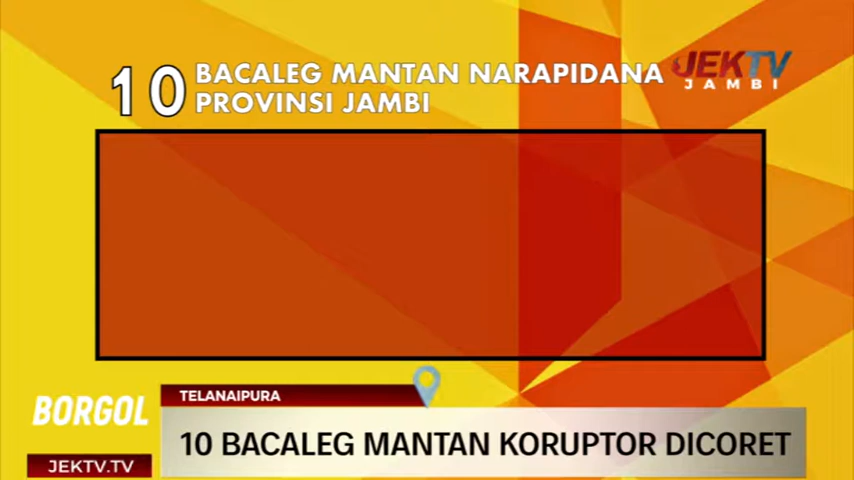 10 BACALEG MANTAN NARAPIDANA
PROVINSI JAMBI
JEKTV
JAMBI
TELANAIPURA
BORGOL
10 BACALEG MANTAN KORUPTOR DICORET
JEKTV.TV